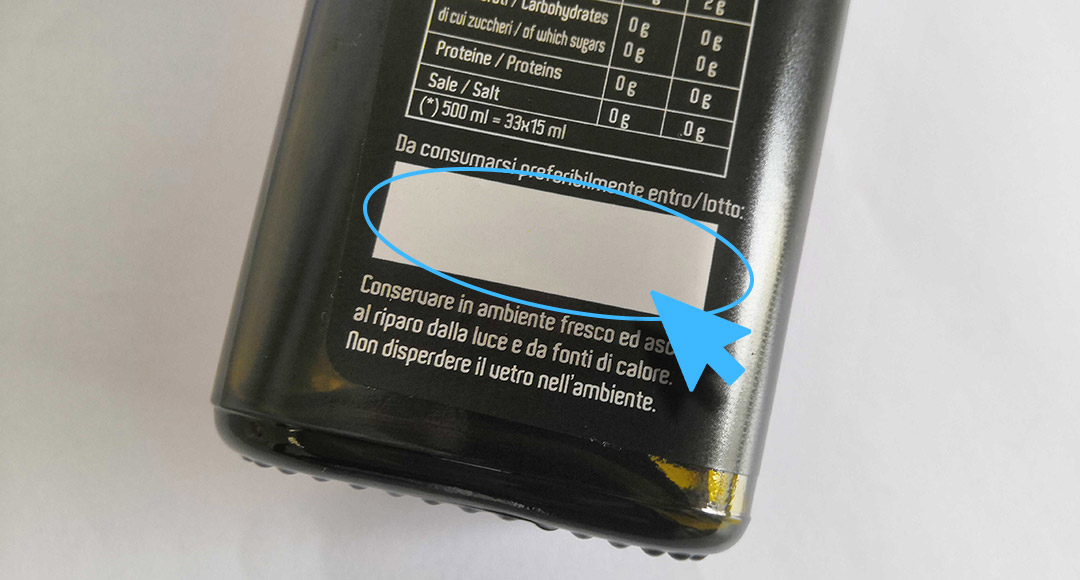 2 g
/ Carbohydrates 0 g 0 g
di cui zuccheri / of which sugars 0 g 0 g
Proteine / Proteins 0 g 0 g
Sale / Salt 0 g 0 g
(*) 500 ml = 33x15 ml
Da consumarsi preferibilmente entro/lotto:
Conservare in ambiente fresco ed
al riparo dalla luce e da fonti di calore.
Non disperdere il vetro nell'ambiente.